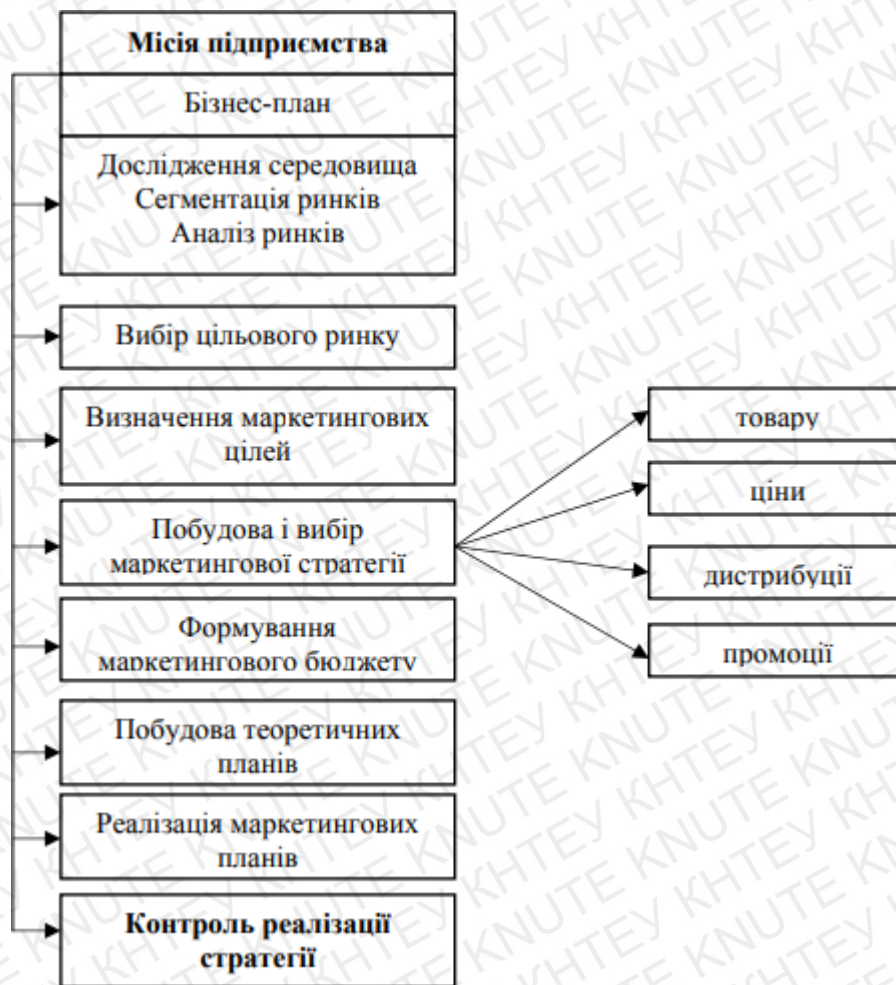 Місія підприємства
Бізнес-план
Дослідження середовища
Сегментація ринків
Аналіз ринків
Вибір цільового ринку
Визначення маркетингових
цілей
Побудова і вибір
маркетингової стратегії
товару
ціни
дистрибуції
промоції
Формування
маркетингового бюджету
Побудова теоретичних
планів
Реалізація маркетингових
планів
Контроль реалізації
стратегії